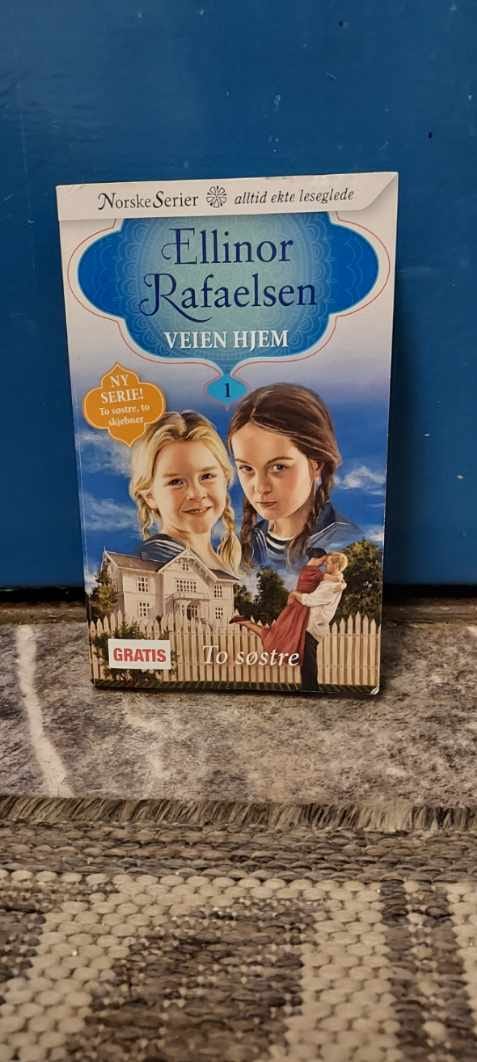 NorskeSerier alltid ekte leseglede
Ellinor
Rafaelsen
VEIEN HJEM
1
NY
SERIE!
To søstre, to
skjebner
GRATIS
To søstre